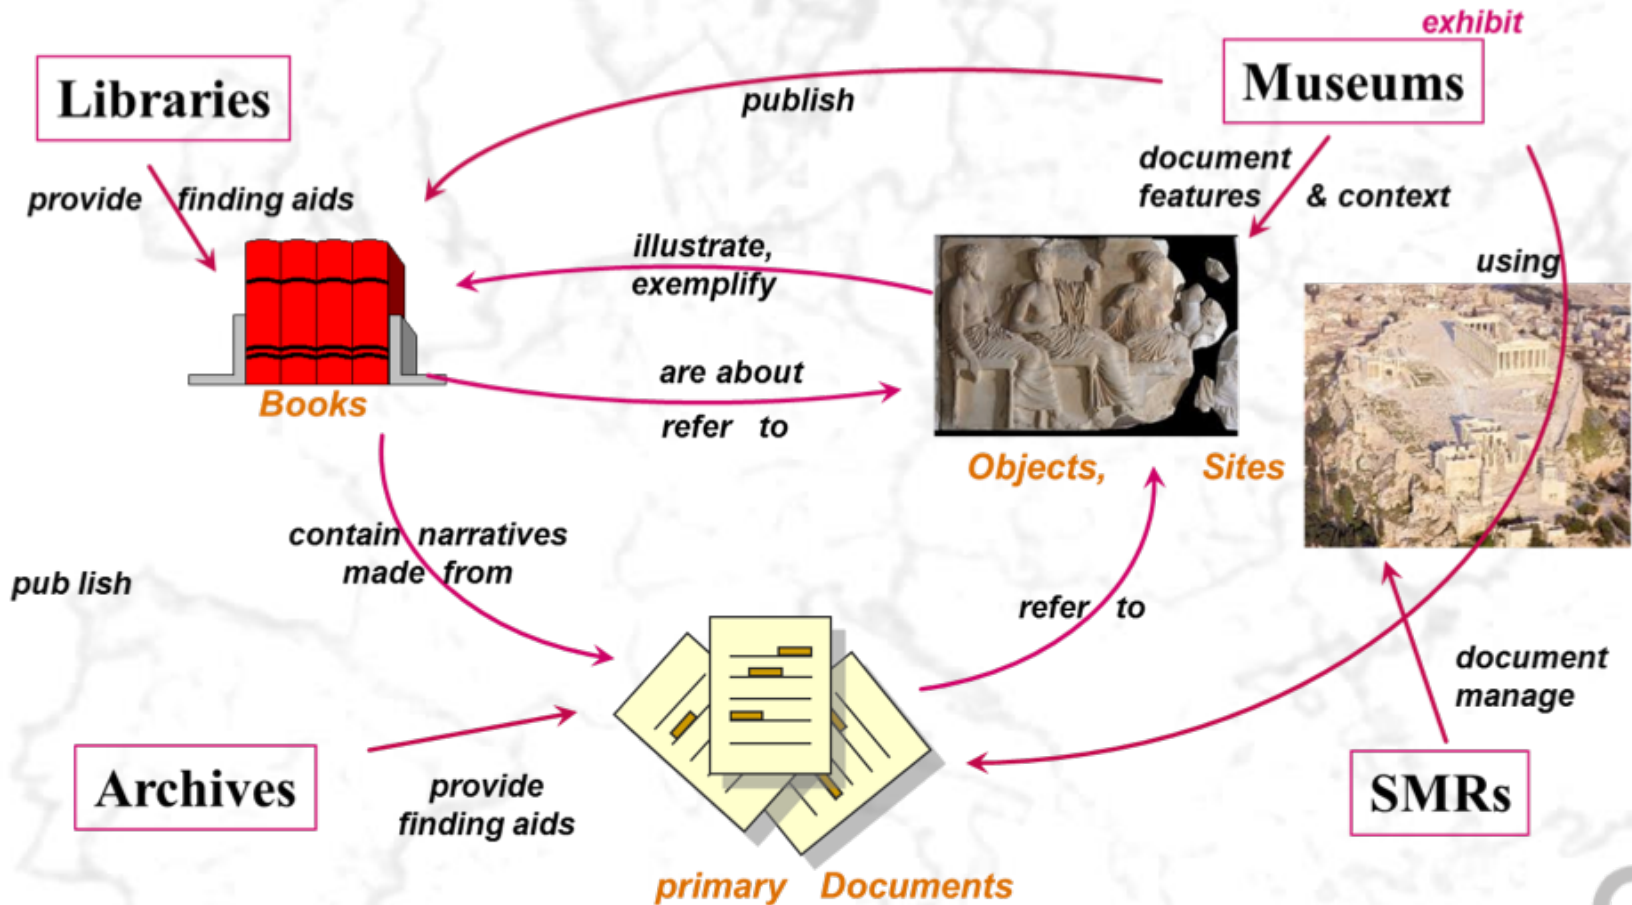 exhibit
Libraries
Museums
publish
document
features & context
provide finding aids
illustrate,
exemplify
using
are about
refer to
Books
Objects, Sites
contain narratives
made from
pub lish
refer to
document
manage
Archives
provide
finding aids
SMRs
primary Documents